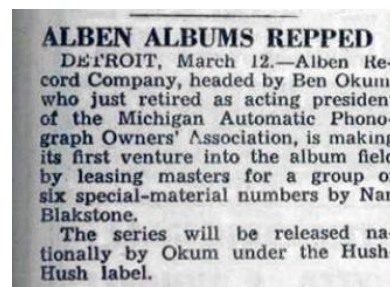 ALBEN ALBUMS REPPED
DETROIT, March 12.—Alben Re-
cord Company, headed by Ben Okum
who just retired as acting presiden
of the Michigan Automatic Phono-
graph Owners' Association, is making
its first venture into the album field
by leasing masters for a group o
six special-material numbers by Nan
Blakstone.
The series will be released na-
tionally by Okum under the Hush-
Hush label.